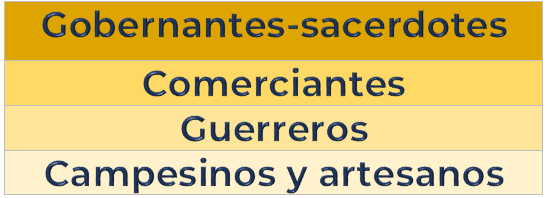 Gobernantes-sacerdotes
Comerciantes
Guerreros
Campesinos y artesanos